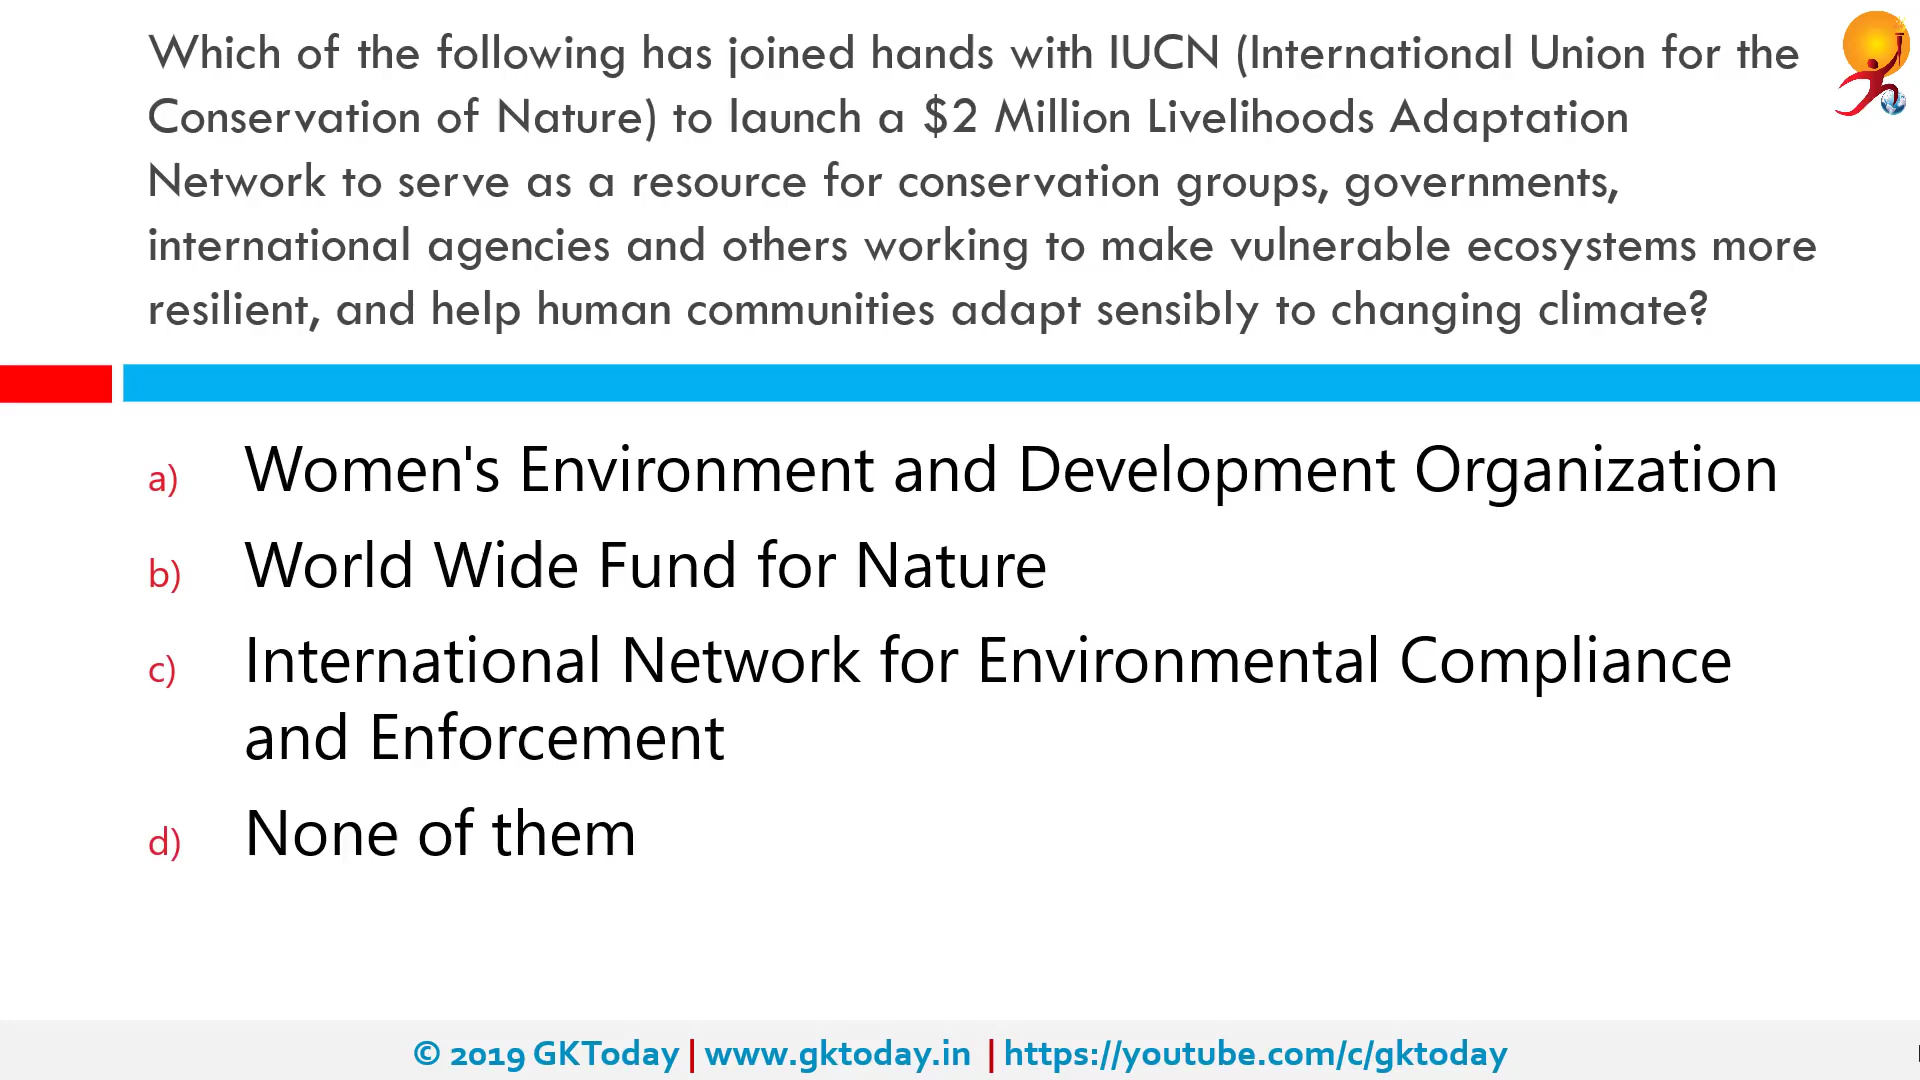 Which of the following has joined hands with IUCN (International Union for the
Conservation of Nature) to launch a $2 Million Livelihoods Adaptation
Network to serve as a resource for conservation groups, governments,
international agencies and others working to make vulnerable ecosystems more
resilient, and help human communities adapt sensibly to changing climate?
a) Women's Environment and Development Organization
b) World Wide Fund for Nature
c) International Network for Environmental Compliance
and Enforcement
d) None of them
© 2019 GKToday | www.gktoday.in | https://youtube.com/c/gktoday